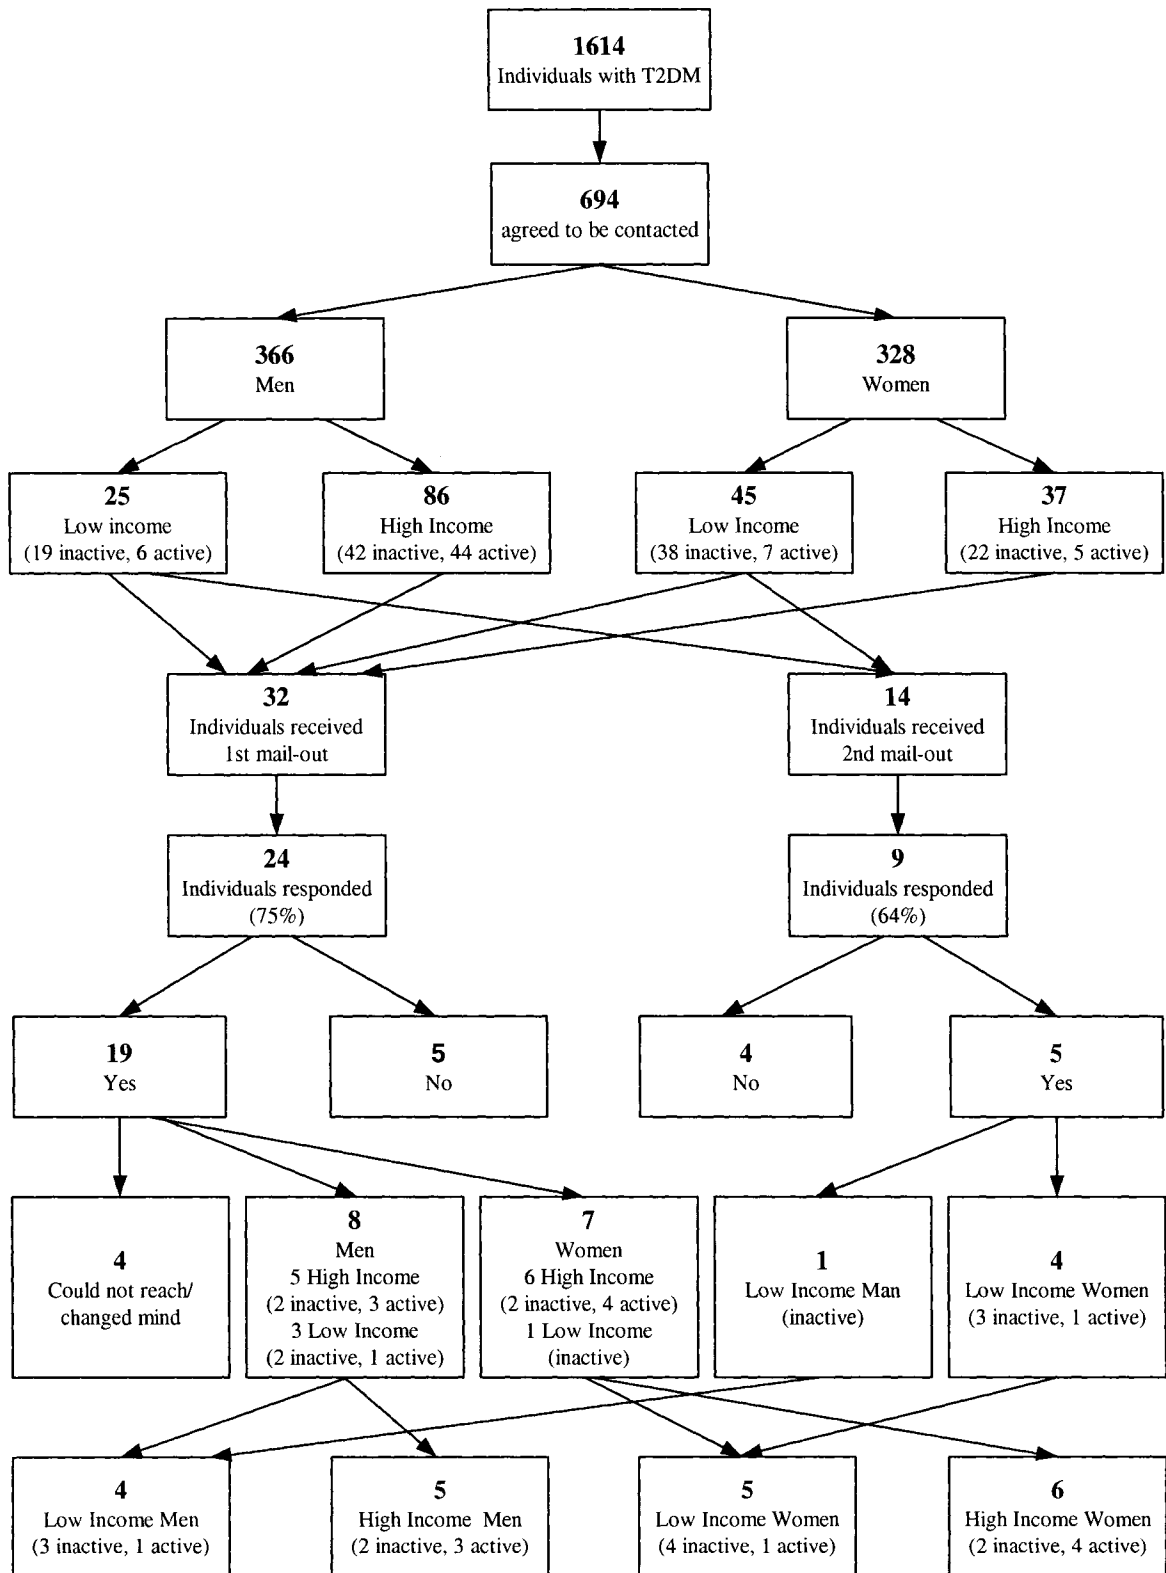 1614
Individuals with T2DM
694
agreed to be contacted
366
Men
328
Women
25
Low income
(19 inactive, 6 active)
86
High Income
(42 inactive, 44 active)
45
Low Income
(38 inactive, 7 active)
37
High Income
(22 inactive, 5 active)
32
Individuals received
1st mail-out
14
Individuals received
2nd mail-out
24
Individuals responded
(75%)
9
Individuals responded
(64%)
19
Yes
5
No
4
No
5
Yes
4
Could not reach/
changed mind
8
Men
5 High Income
(2 inactive, 3 active)
3 Low Income
(2 inactive, 1 active)
7
Women
6 High Income
(2 inactive, 4 active)
1 Low Income
(inactive)
1
Low Income Man
(inactive)
4
Low Income Women
(3 inactive, 1 active)
4
Low Income Men
(3 inactive, 1 active)
5
High Income Men
(2 inactive, 3 active)
5
Low Income Women
(4 inactive, 1 active)
6
High Income Women
(2 inactive, 4 active)